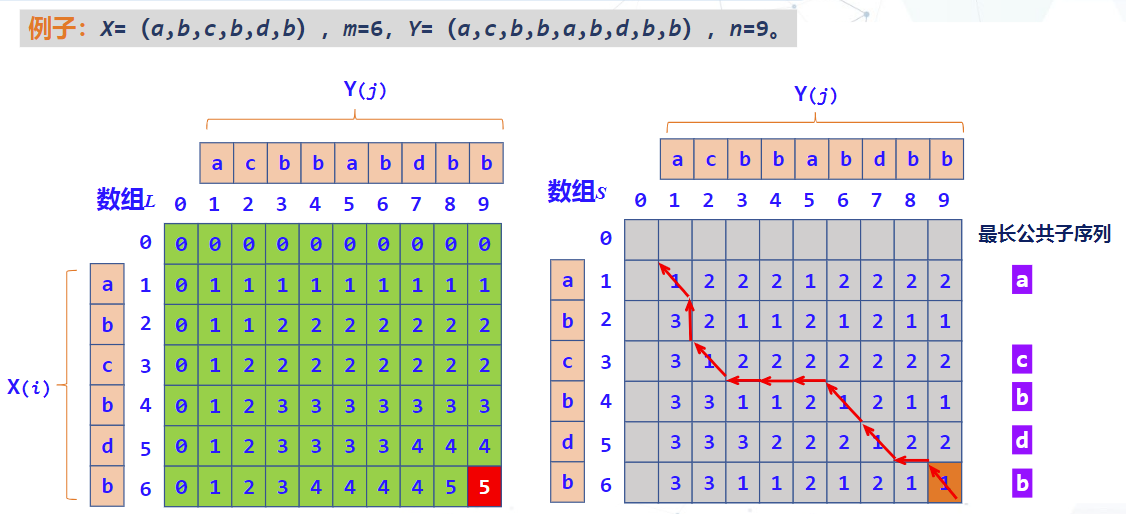 例子：X=（a,b,c,b,d,b），m=6，Y=（a,c,b,b,a,b,d,b,b），n=9。
Y(j)
a c b b a b d b b
数组L 0 1 2 3 4 5 6 7 8 9
0 0 0 0 0 0 0 0 0 0 0
a 1 0 1 1 1 1 1 1 1 1 1
b 2 0 1 1 2 2 2 2 2 2 2
c 3 0 1 2 2 2 2 2 2 2 2
X(i)
b 4 0 1 2 3 3 3 3 3 3 3
d 5 0 1 2 3 3 3 3 4 4 4
b 6 0 1 2 3 4 4 4 4 5 5
Y(j)
a c b b a b d b b
数组S 0 1 2 3 4 5 6 7 8 9
0
最长公共子序列
a 1 1 2 2 2 1 2 2 2 2 a
b 2 3 2 1 1 2 1 2 1 1
c 3 3 1 2 2 2 2 2 2 2 c
b 4 3 3 1 1 2 1 2 1 1 b
d 5 3 3 3 2 2 2 1 2 2 d
b 6 3 3 1 1 2 1 2 1 1 b